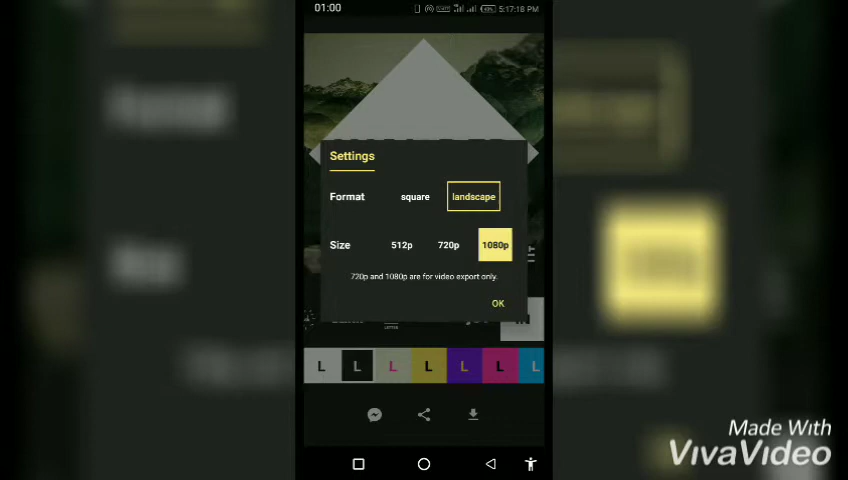 01:00
5:17:18 PM
Settings
Format square landscape
Size 512p 720p 1080p
720p and 1080p are for video export only.
OK
L L L L L L L
Made With
VivaVideo